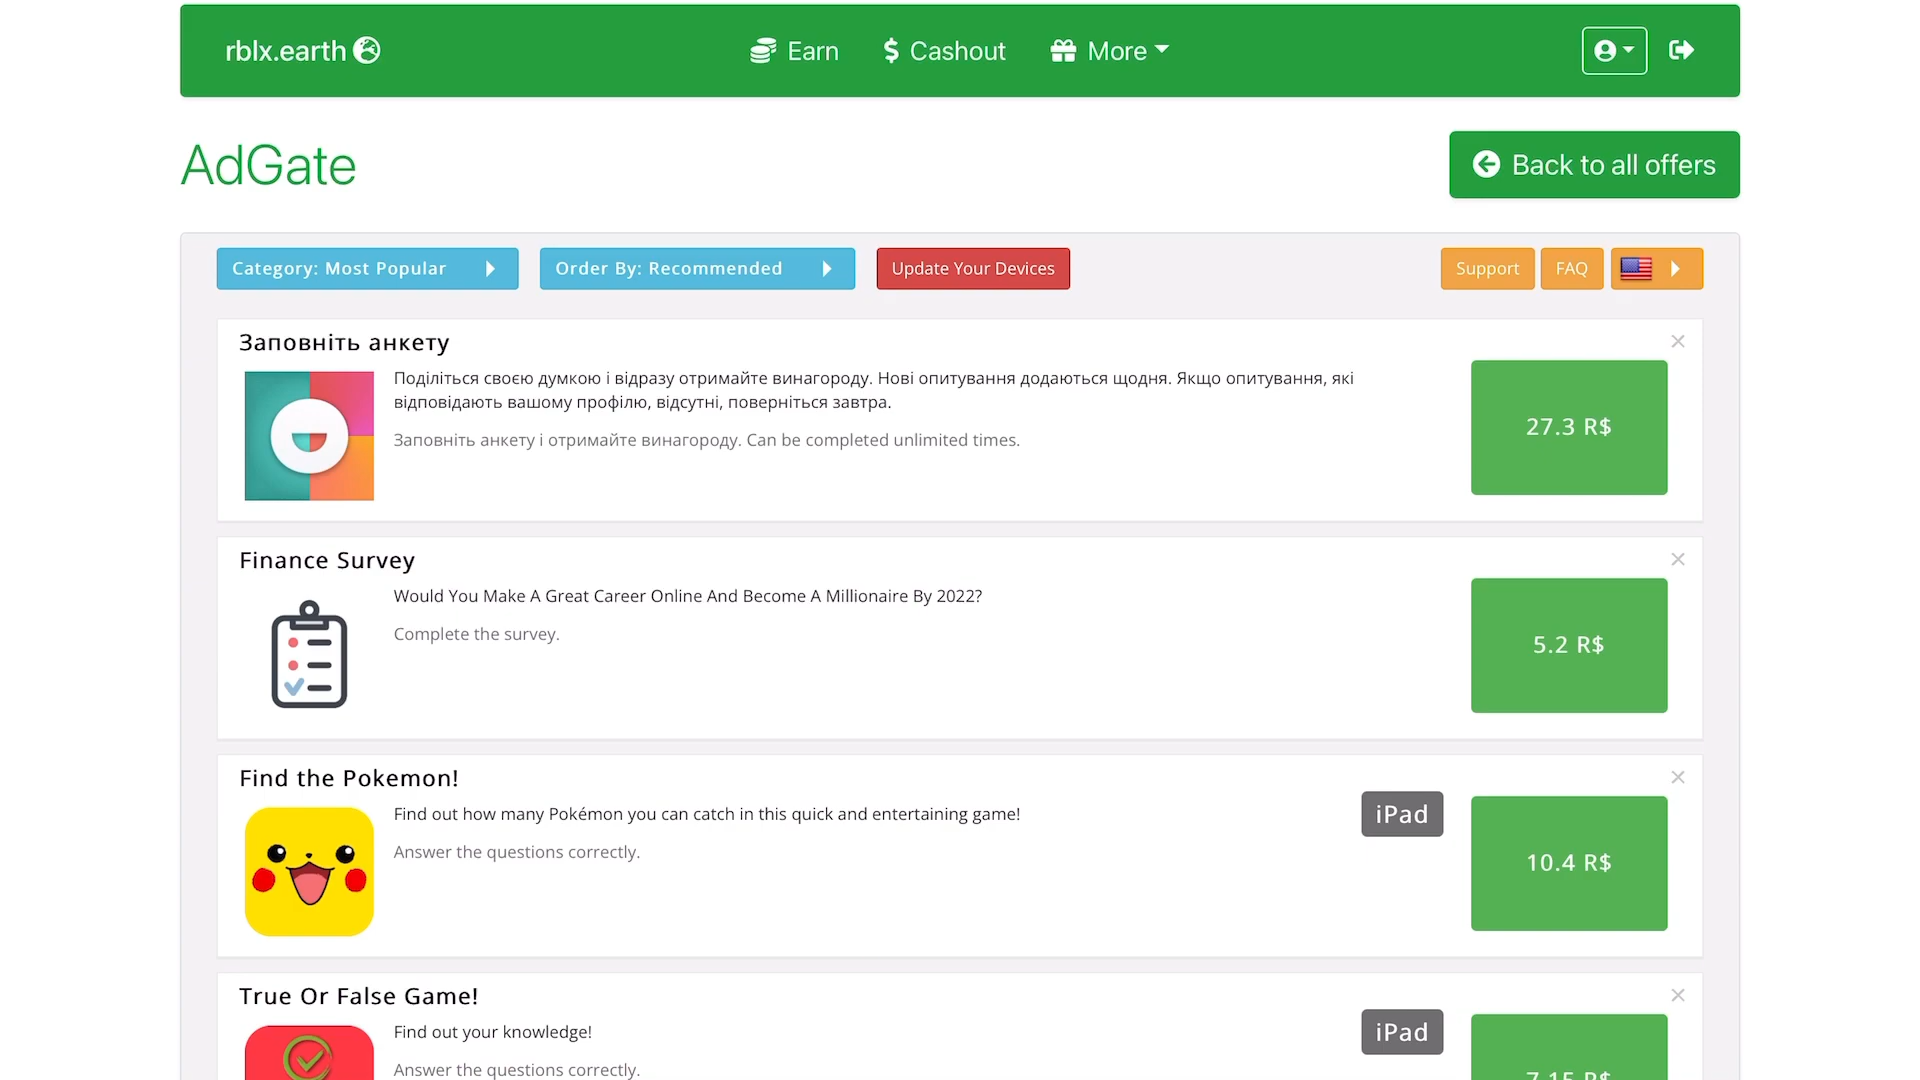 rblx.earth
Earn
$ Cashout
More
AdGate
Back to all offers
Category: Most Popular
Order By: Recommended
Update Your Devices
Support
FAQ
Заповніть анкету
Поділіться своєю думкою і відразу отримайте винагороду. Нові опитування додаються щодня. Якщо опитування, які
відповідають вашому профілю, відсутні, поверніться завтра.
Заповніть анкету і отримайте винагороду. Can be completed unlimited times.
27.3 R$
Finance Survey
Would You Make A Great Career Online And Become A Millionaire By 2022?
Complete the survey.
5.2 R$
Find the Pokemon!
Find out how many Pokémon you can catch in this quick and entertaining game!
Answer the questions correctly.
iPad
10.4 R$
True Or False Game!
Find out your knowledge!
Answer the questions correctly.
iPad
7.15 R$